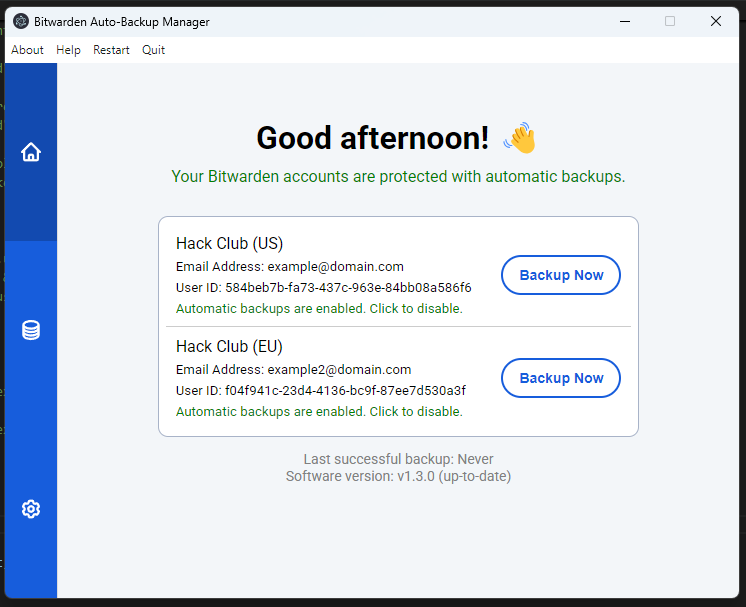 Bitwarden Auto-Backup Manager
About Help Restart Quit
Good afternoon! 👋
Your Bitwarden accounts are protected with automatic backups.
Hack Club (US)
Email Address: example@domain.com
User ID: 584beb7b-fa73-437c-963e-84bb08a586f6
Automatic backups are enabled. Click to disable.
Backup Now
Hack Club (EU)
Email Address: example2@domain.com
User ID: f04f941c-23d4-4136-bc9f-87ee7d530a3f
Automatic backups are enabled. Click to disable.
Backup Now
Last successful backup: Never
Software version: v1.3.0 (up-to-date)